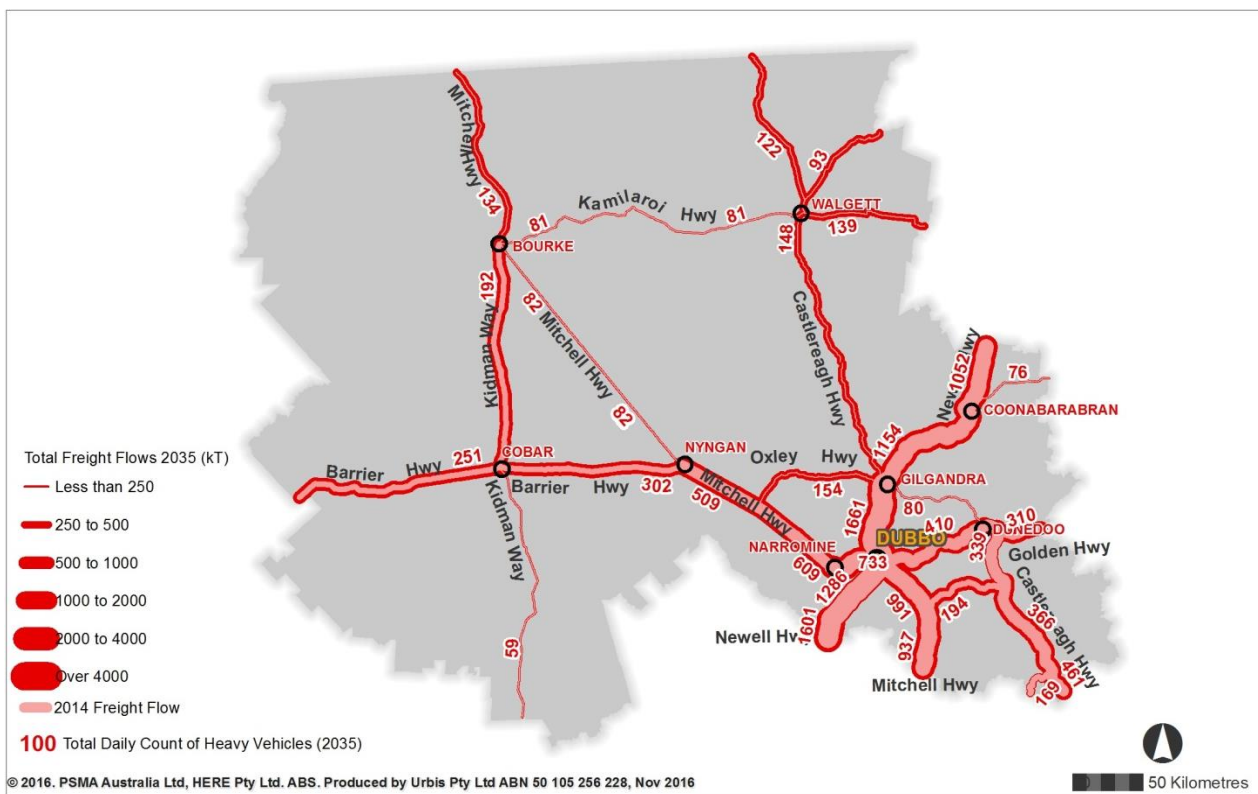 Mitchell Hwy
134
122
93
WALGETT
Kamilaroi Hwy
81
81
148
139
BOURKE
192
Kidman Way
82
Mitchell Hwy
82
Castlereagh Hwy
1052
76
COONABARABRAN
1154
Total Freight Flows 2035 (kT)
Less than 250
250 to 500
500 to 1000
1000 to 2000
2000 to 4000
Over 4000
2014 Freight Flow
100 Total Daily Count of Heavy Vehicles (2035)
Barrier Hwy
251
COBAR
Barrier Hwy
302
NYNGAN
509
Mitchell Hwy
Oxley Hwy
154
GILGANDRA
80
1661
410
310
DUBBO
DUNEDOO
339
Golden Hwy
Kidman Way
59
NARROMINE
609
1286
733
1601
Newell
991
937
194
Mitchell Hwy
366
Castlereagh Hwy
461
169
50 Kilometres
© 2016. PSMA Australia Ltd, HERE Pty Ltd. ABS. Produced by Urbis Pty Ltd ABN 50 105 256 228, Nov 2016